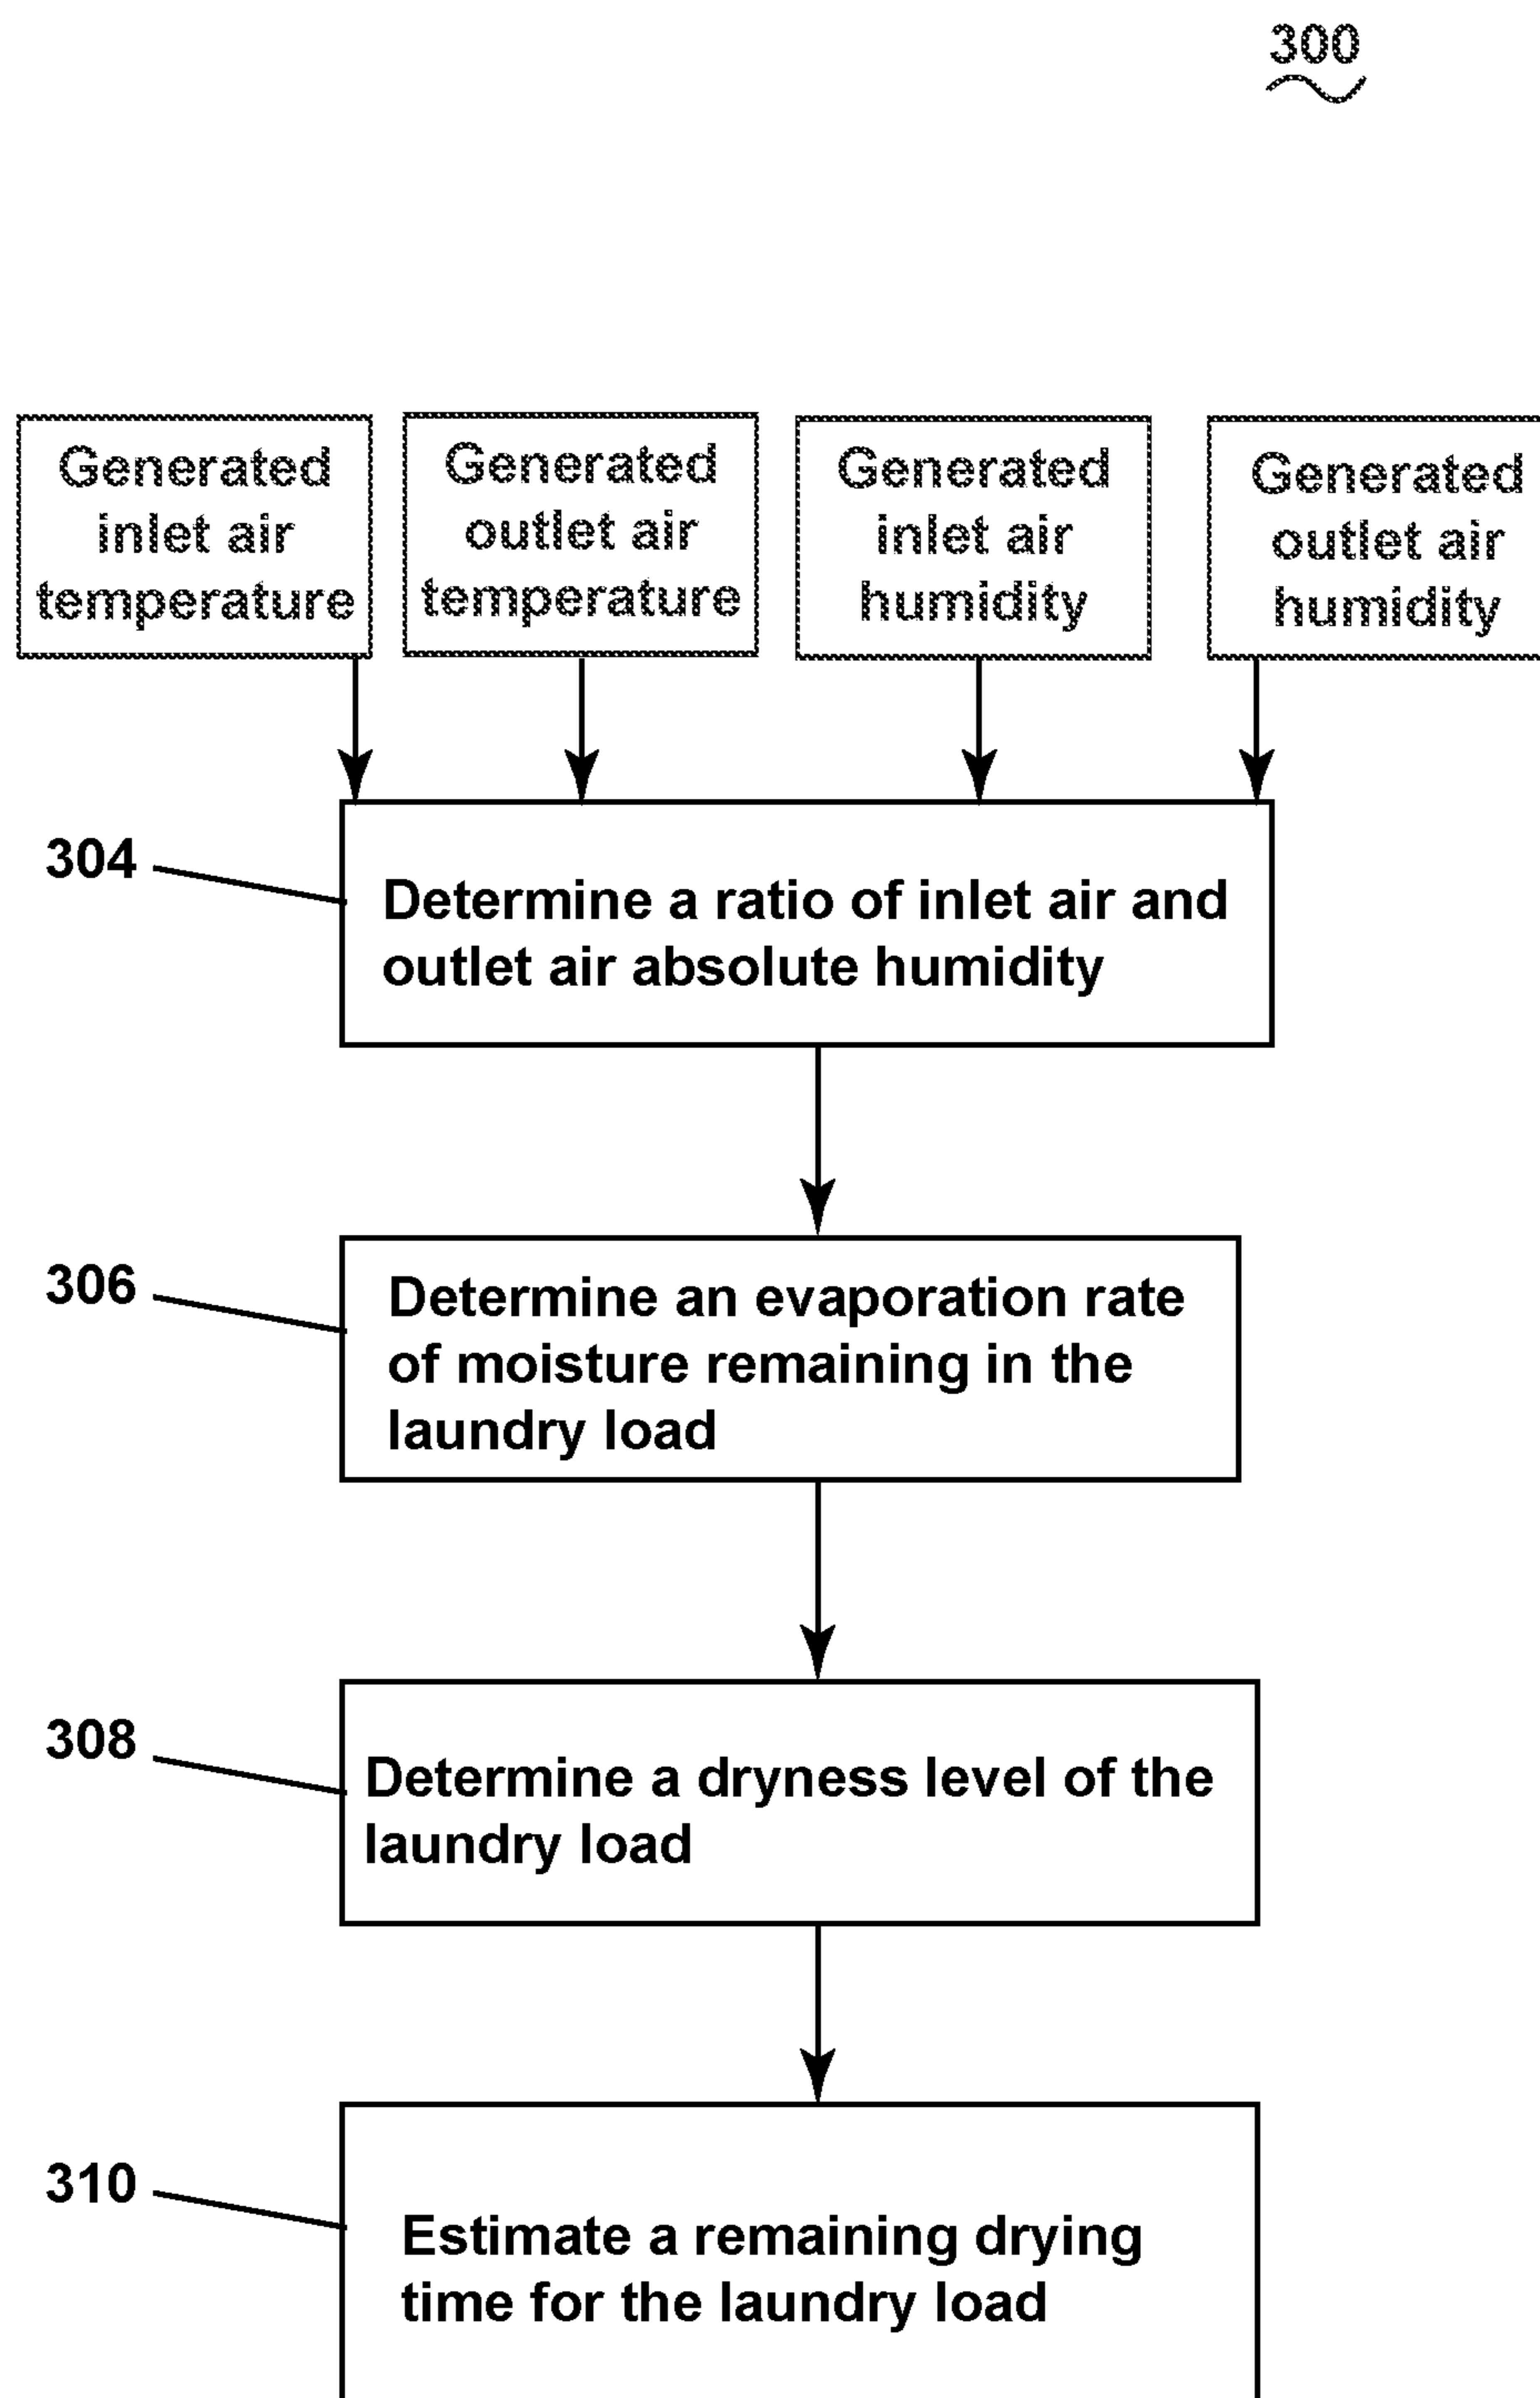 300
Generated
inlet air
temperature
Generated
outlet air
temperature
Generated
inlet air
humidity
Generated
outlet air
humidity
304
Determine a ratio of inlet air and
outlet air absolute humidity
306
Determine an evaporation rate
of moisture remaining in the
laundry load
308
Determine a dryness level of the
laundry load
310
Estimate a remaining drying
time for the laundry load